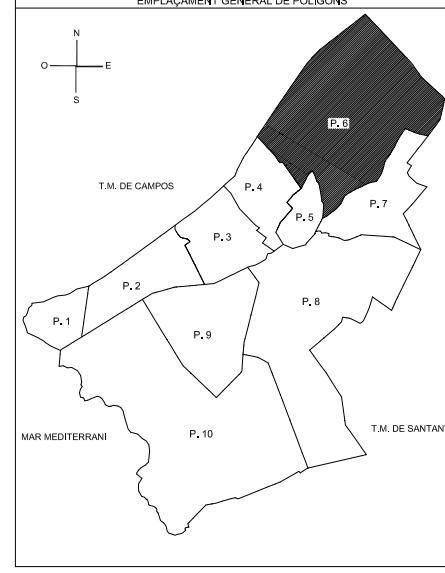 EMPLAÇAMENT GENERAL DE POLÍGONS
N
O E
S
P. 6
T.M. DE CAMPOS
P. 4
P. 7
P. 5
P. 3
P. 2
P. 8
P. 1
P. 9
T.M. DE SANTANY
MAR MEDITERRANI
P. 10